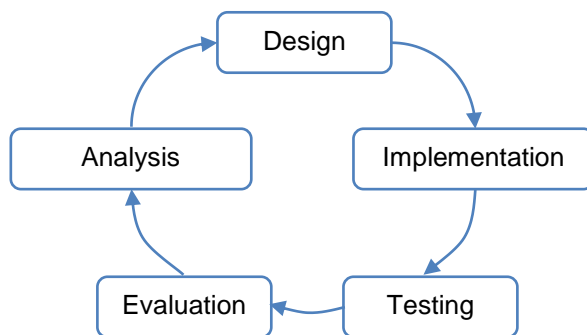 Design
Analysis
Implementation
Evaluation
Testing